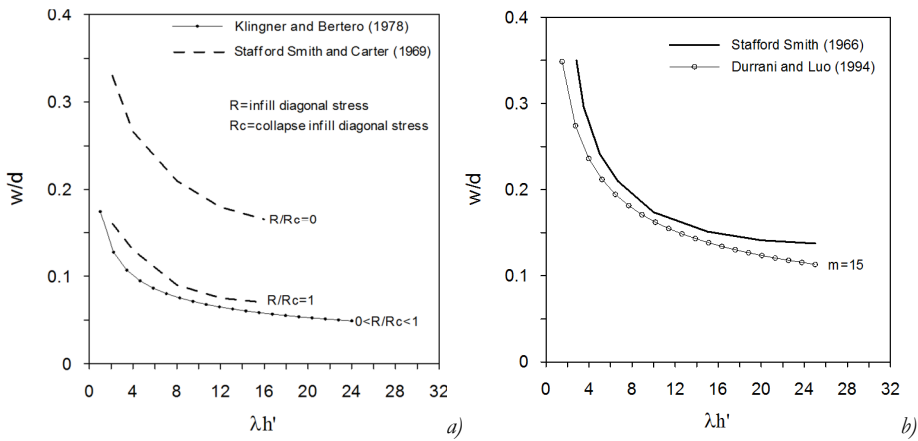 0.4
Klingner and Bertero (1978)
Stafford Smith and Carter (1969)
0.3
R=infill diagonal stress
Rc=collapse infill diagonal stress
w/d
0.2
R/Rc=0
0.1
R/Rc=1
0<R/Rc<1
0
0 4 8 12 16 20 24 28 32
λh'
a)
0.4
Stafford Smith (1966)
Durrani and Luo (1994)
0.3
w/d
0.2
0.1
m=15
0
0 4 8 12 16 20 24 28 32
λh'
b)